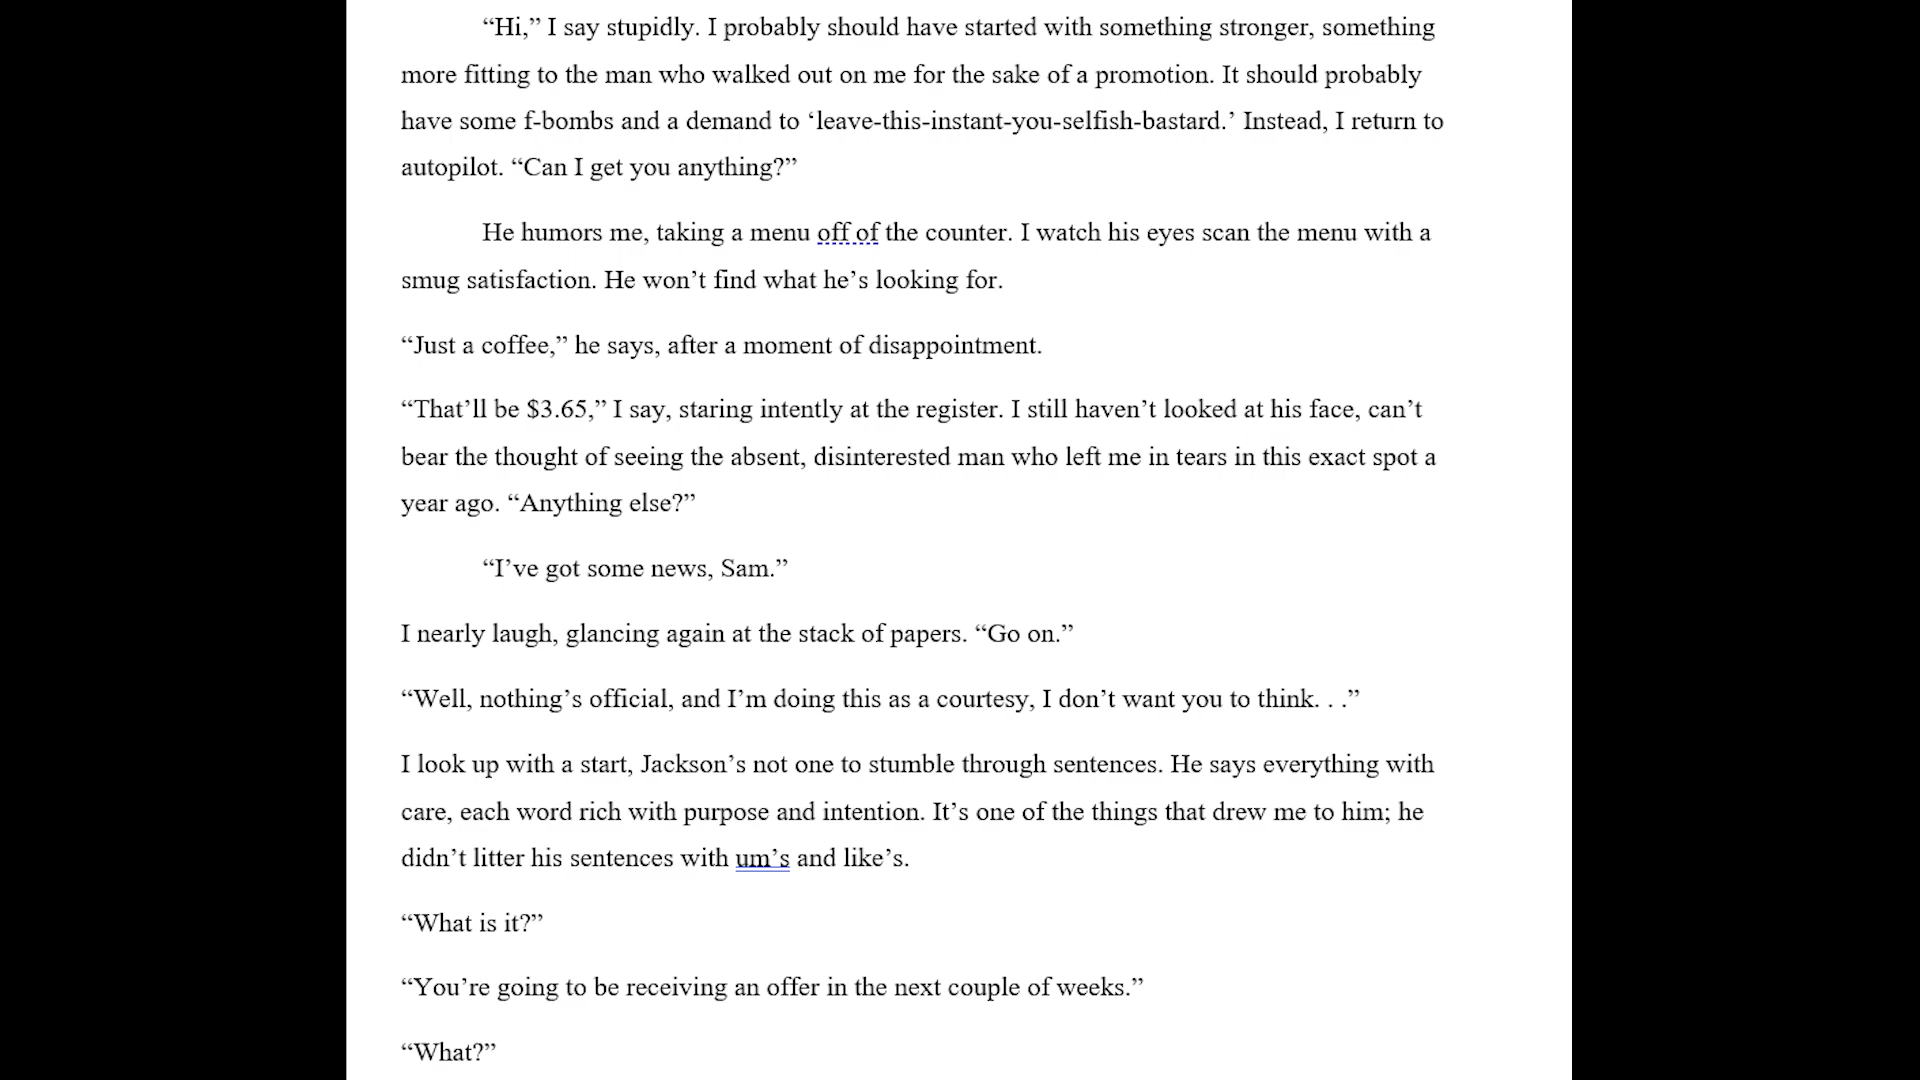 “Hi,” I say stupidly. I probably should have started with something stronger, something
more fitting to the man who walked out on me for the sake of a promotion. It should probably
have some f-bombs and a demand to ‘leave-this-instant-you-selfish-bastard.’ Instead, I return to
autopilot. “Can I get you anything?”
He humors me, taking a menu off of the counter. I watch his eyes scan the menu with a
smug satisfaction. He won’t find what he’s looking for.
“Just a coffee,” he says, after a moment of disappointment.
“That’ll be $3.65,” I say, staring intently at the register. I still haven’t looked at his face, can’t
bear the thought of seeing the absent, disinterested man who left me in tears in this exact spot a
year ago. “Anything else?”
“I’ve got some news, Sam.”
I nearly laugh, glancing again at the stack of papers. “Go on.”
“Well, nothing’s official, and I’m doing this as a courtesy, I don’t want you to think. . .”
I look up with a start, Jackson’s not one to stumble through sentences. He says everything with
care, each word rich with purpose and intention. It’s one of the things that drew me to him; he
didn’t litter his sentences with um’s and like’s.
“What is it?”
“You’re going to be receiving an offer in the next couple of weeks.”
“What?”